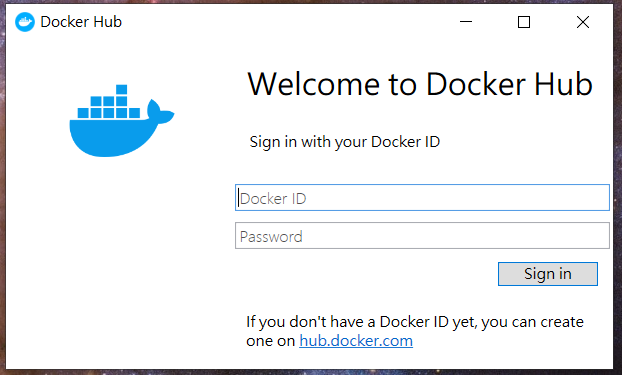 Docker Hub
Welcome to Docker Hub
Sign in with your Docker ID
Docker ID
Password
Sign in
If you don't have a Docker ID yet, you can create
one on hub.docker.com